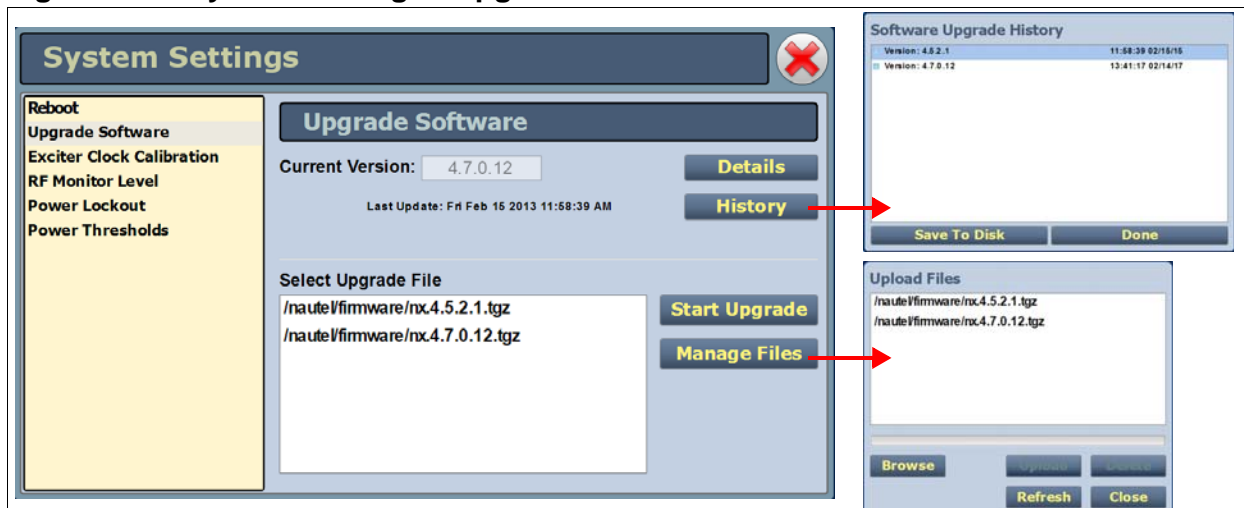 System Settings
Reboot
Upgrade Software
Exciter Clock Calibration
RF Monitor Level
Power Lockout
Power Thresholds
Upgrade Software
Current Version: 4.7.0.12
Details
Last Update: Fri Feb 15 2013 11:58:39 AM
History
Select Upgrade File
/nautel/firmware/nx.4.5.2.1.tgz
/nautel/firmware/nx.4.7.0.12.tgz
Start Upgrade
Manage Files
Software Upgrade History
Version: 4.5.2.1 11:58:39 02/15/15
Version: 4.7.0.12 13:41:17 02/14/17
Save To Disk Done
Upload Files
/nautel/firmware/nx.4.5.2.1.tgz
/nautel/firmware/nx.4.7.0.12.tgz
Browse Upload Delete
Refresh Close